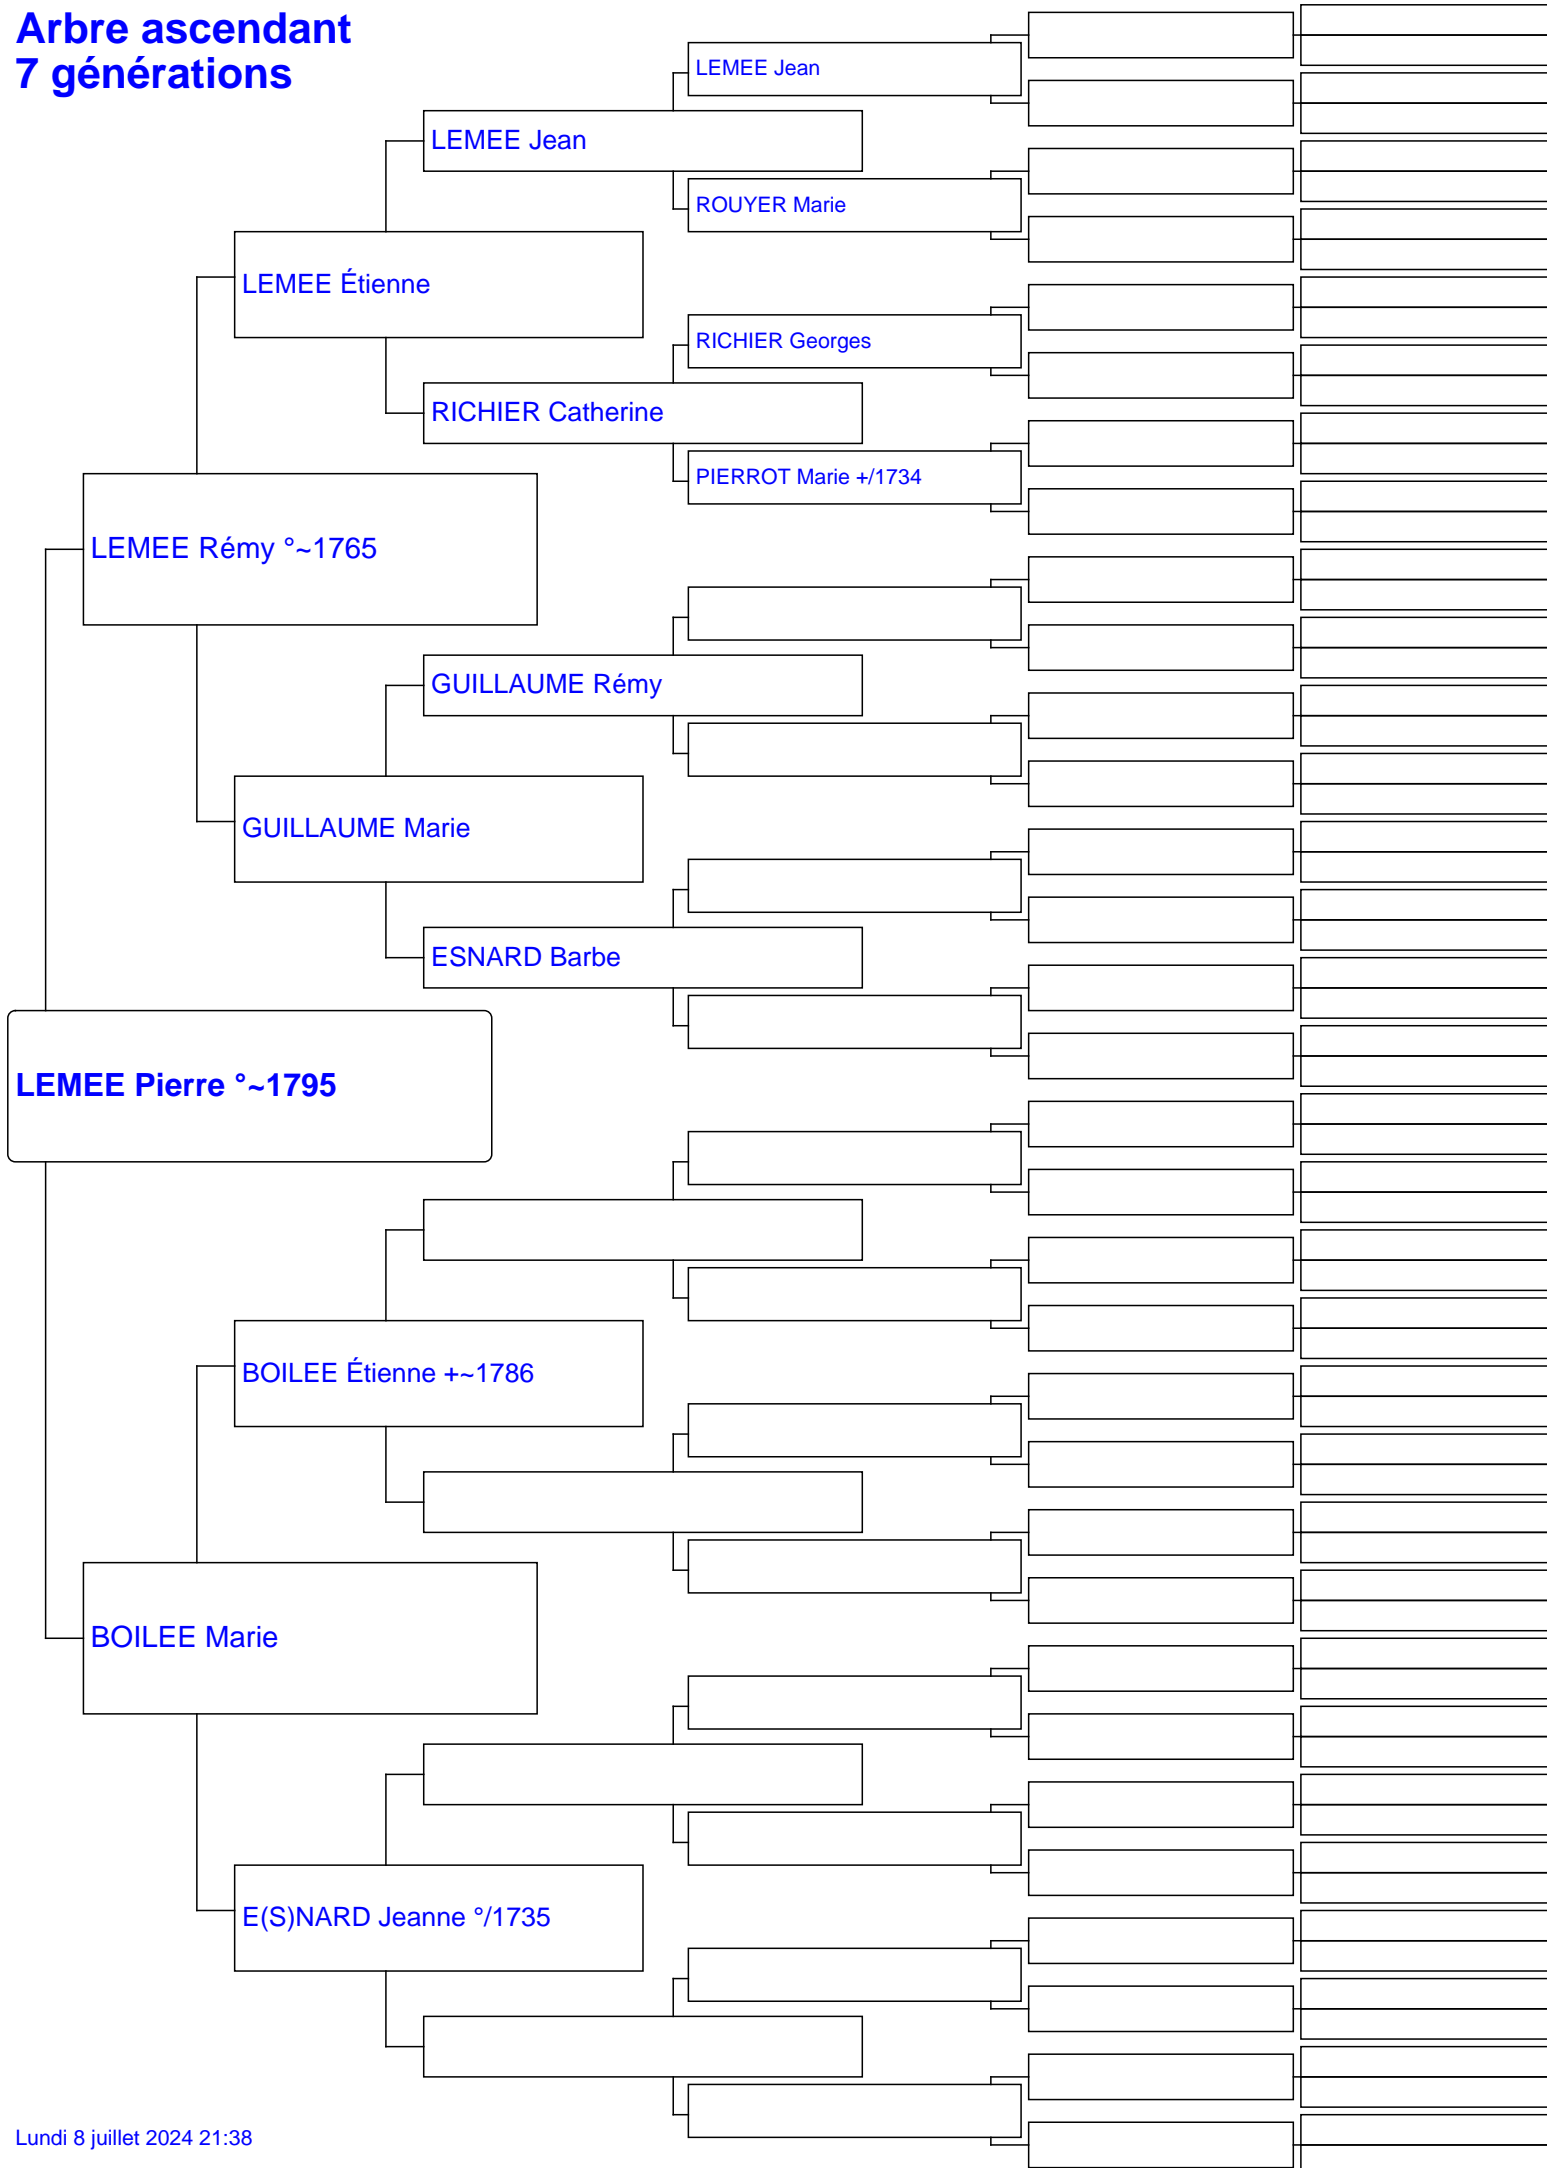 Arbre ascendant
7 générations
LEMEE Jean
LEMEE Jean
ROUYER Marie
LEMEE Étienne
RICHIER Georges
RICHIER Catherine
PIERROT Marie +/1734
LEMEE Rémy °~1765
GUILLAUME Rémy
GUILLAUME Marie
ESNARD Barbe
LEMEE Pierre °~1795
BOILEE Étienne +~1786
BOILEE Marie
E(S)NARD Jeanne °/1735
Lundi 8 juillet 2024 21:38